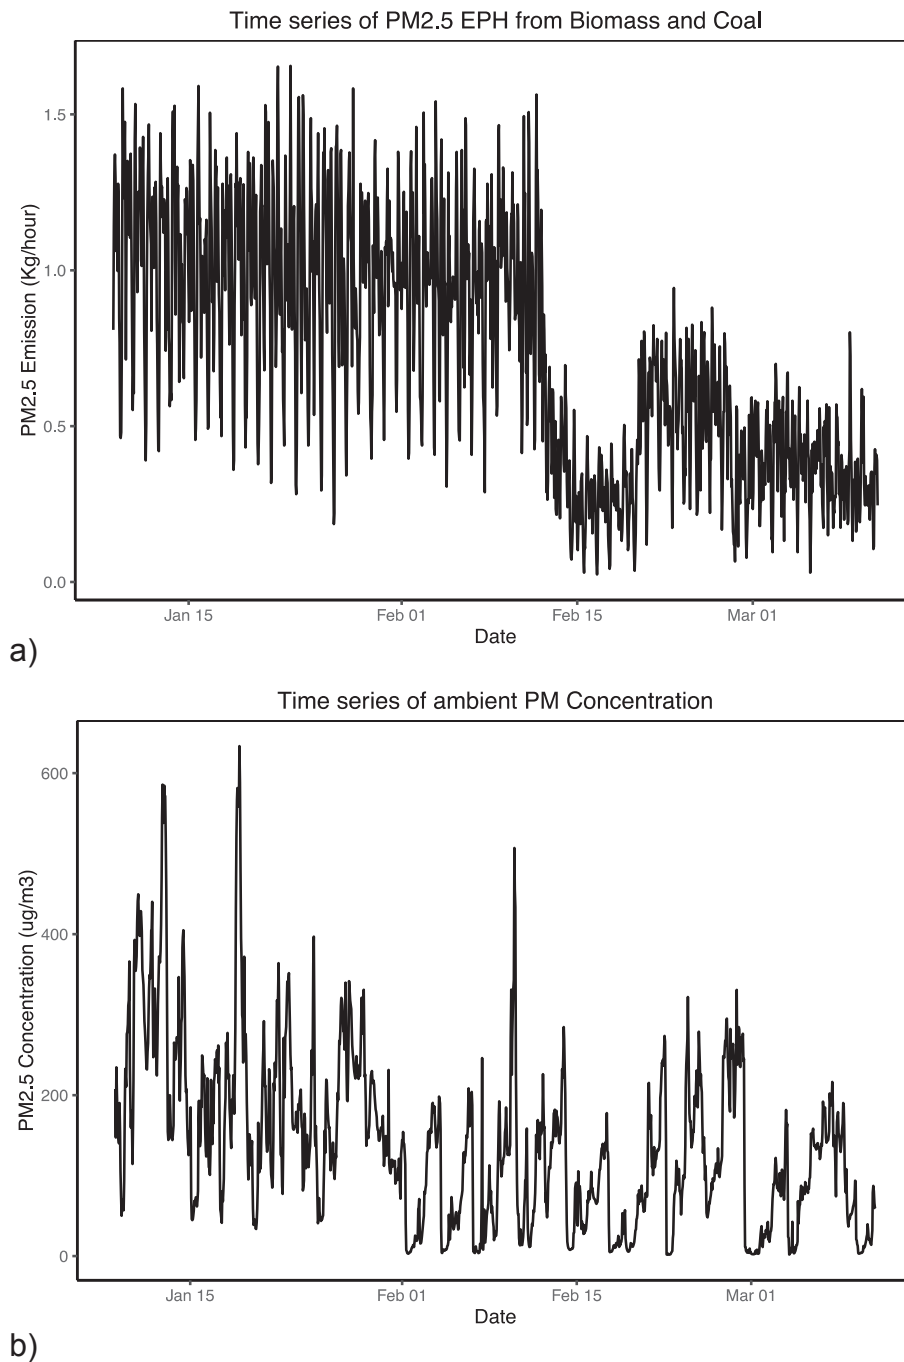 Time series of PM2.5 EPH from Biomass and Coal
PM2.5 Emission (Kg/hour)
1.5
1.0
0.5
0.0
Jan 15 Feb 01 Feb 15 Mar 01
Date
a)
Time series of ambient PM Concentration
PM2.5 Concentration (ug/m3)
600
400
200
0
Jan 15 Feb 01 Feb 15 Mar 01
Date
b)